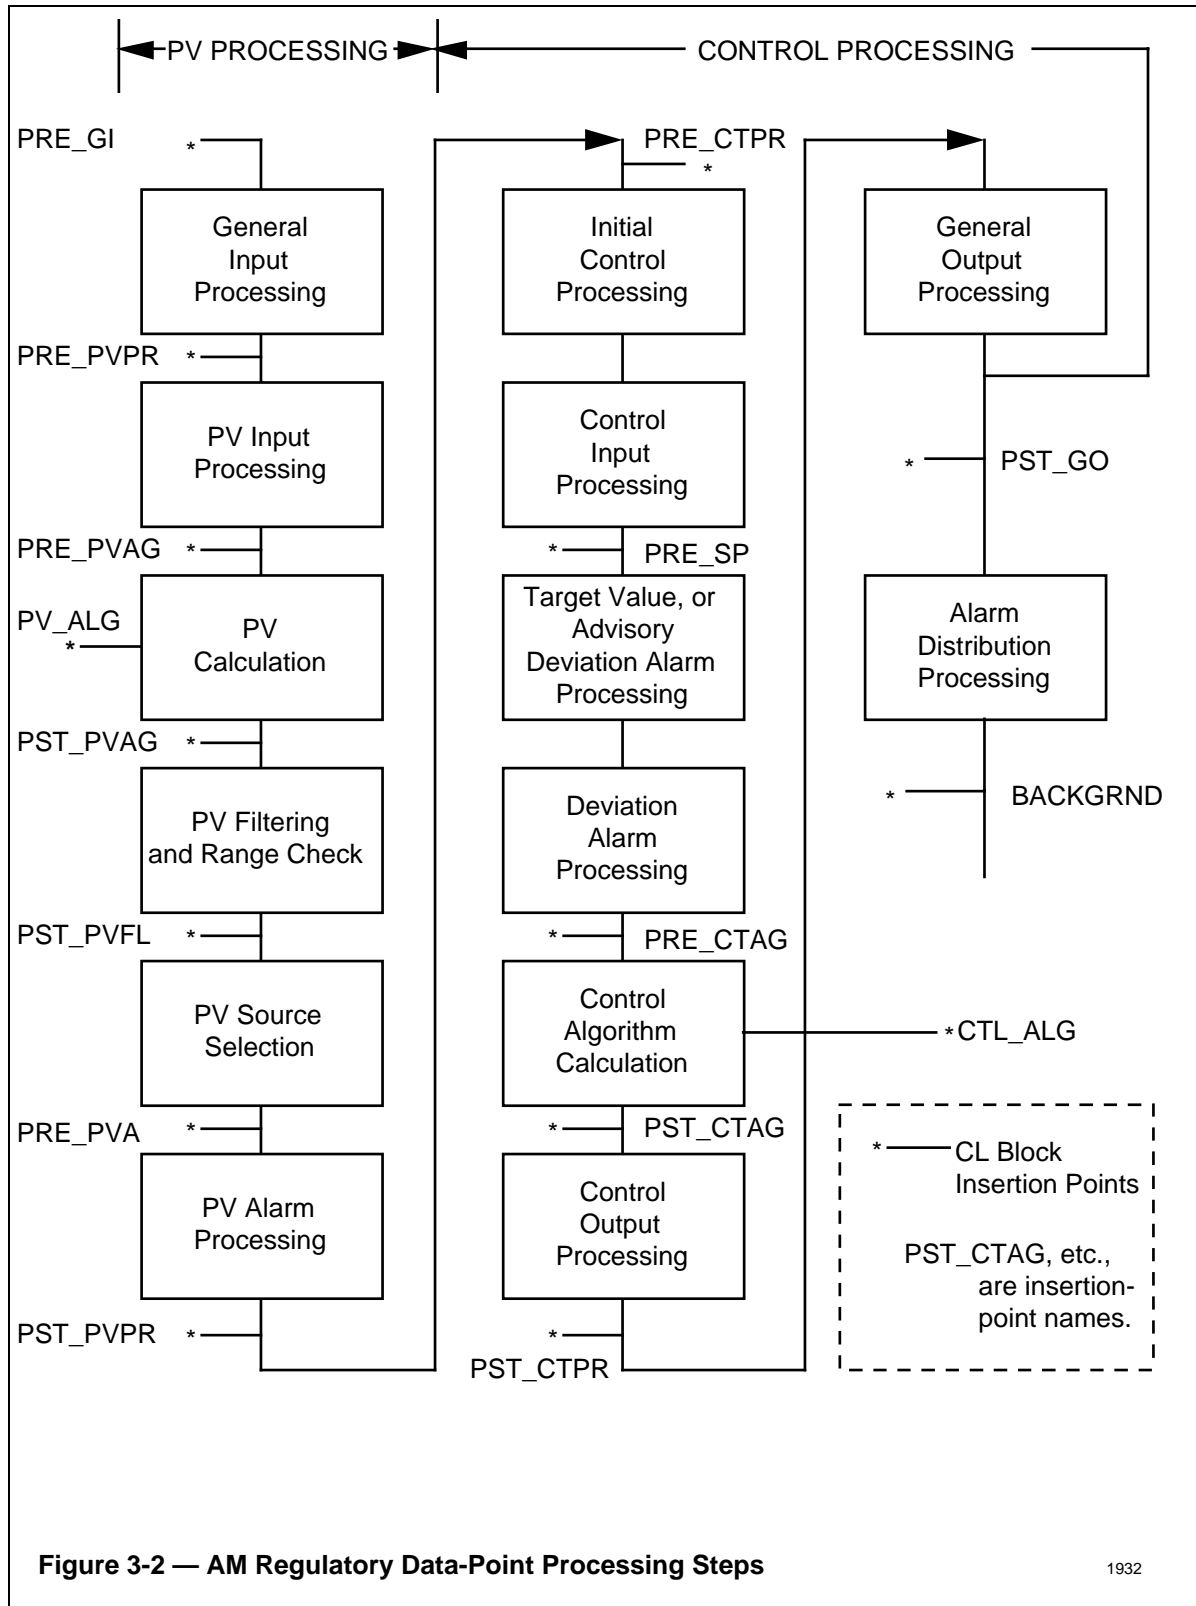 PV PROCESSING
CONTROL PROCESSING
PRE_GI
*
General
Input
Processing
PRE_PVPR
*
PV Input
Processing
PRE_PVAG
*
PV_ALG
*
PV
Calculation
PST_PVAG
*
PV Filtering
and Range Check
PST_PVFL
*
PV Source
Selection
PRE_PVA
*
PV Alarm
Processing
PST_PVPR
*
PRE_CTPR
*
Initial
Control
Processing
Control
Input
Processing
*
PRE_SP
Target Value, or
Advisory
Deviation Alarm
Processing
Deviation
Alarm
Processing
*
PRE_CTAG
Control
Algorithm
Calculation
*CTL_ALG
*
PST_CTAG
Control
Output
Processing
*
PST_CTPR
General
Output
Processing
*
PST_GO
Alarm
Distribution
Processing
*
BACKGRND
* CL Block
Insertion Points
PST_CTAG, etc.,
are insertion-
point names.
Figure 3-2 — AM Regulatory Data-Point Processing Steps
1932